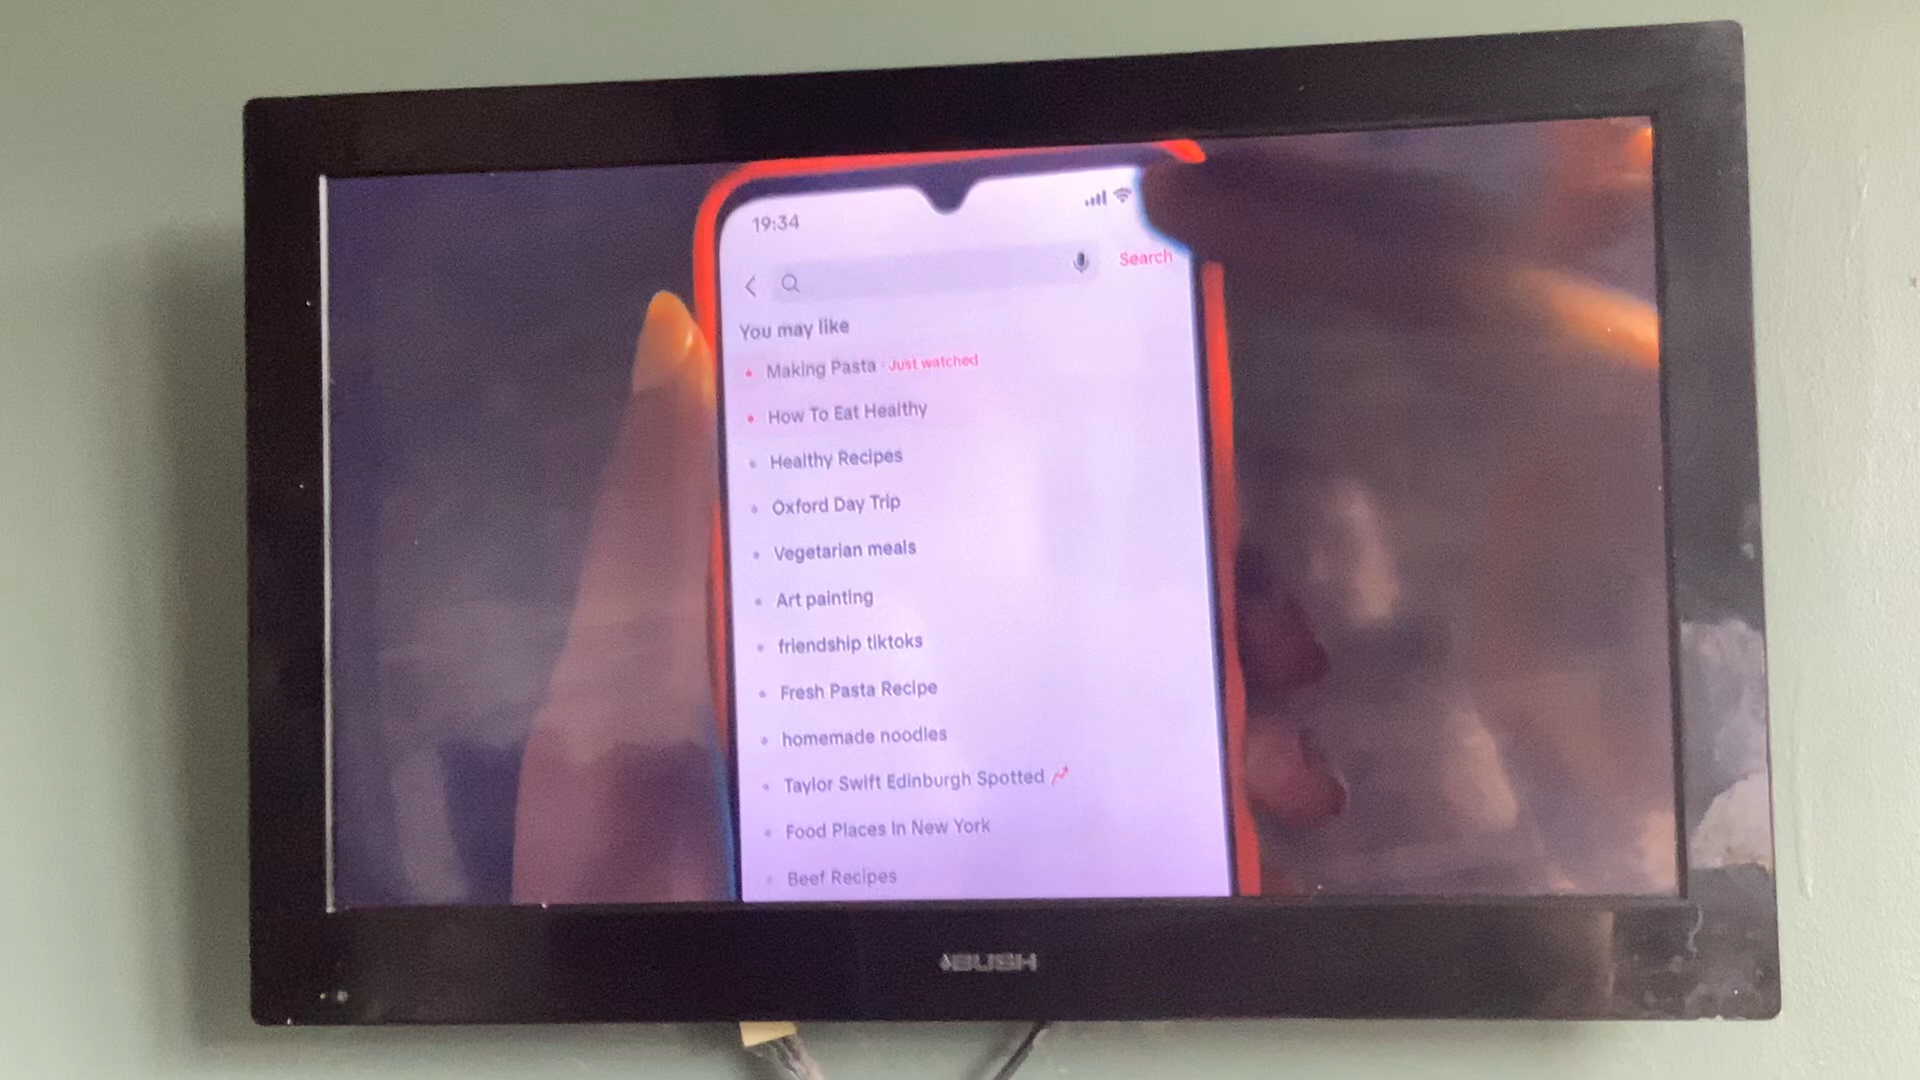 19:34
Search
You may like
Making Pasta · Just watched
How To Eat Healthy
Healthy Recipes
Oxford Day Trip
Vegetarian meals
Art painting
friendship tiktoks
Fresh Pasta Recipe
homemade noodles
Taylor Swift Edinburgh Spotted
Food Places In New York
Beef Recipes
BUSH